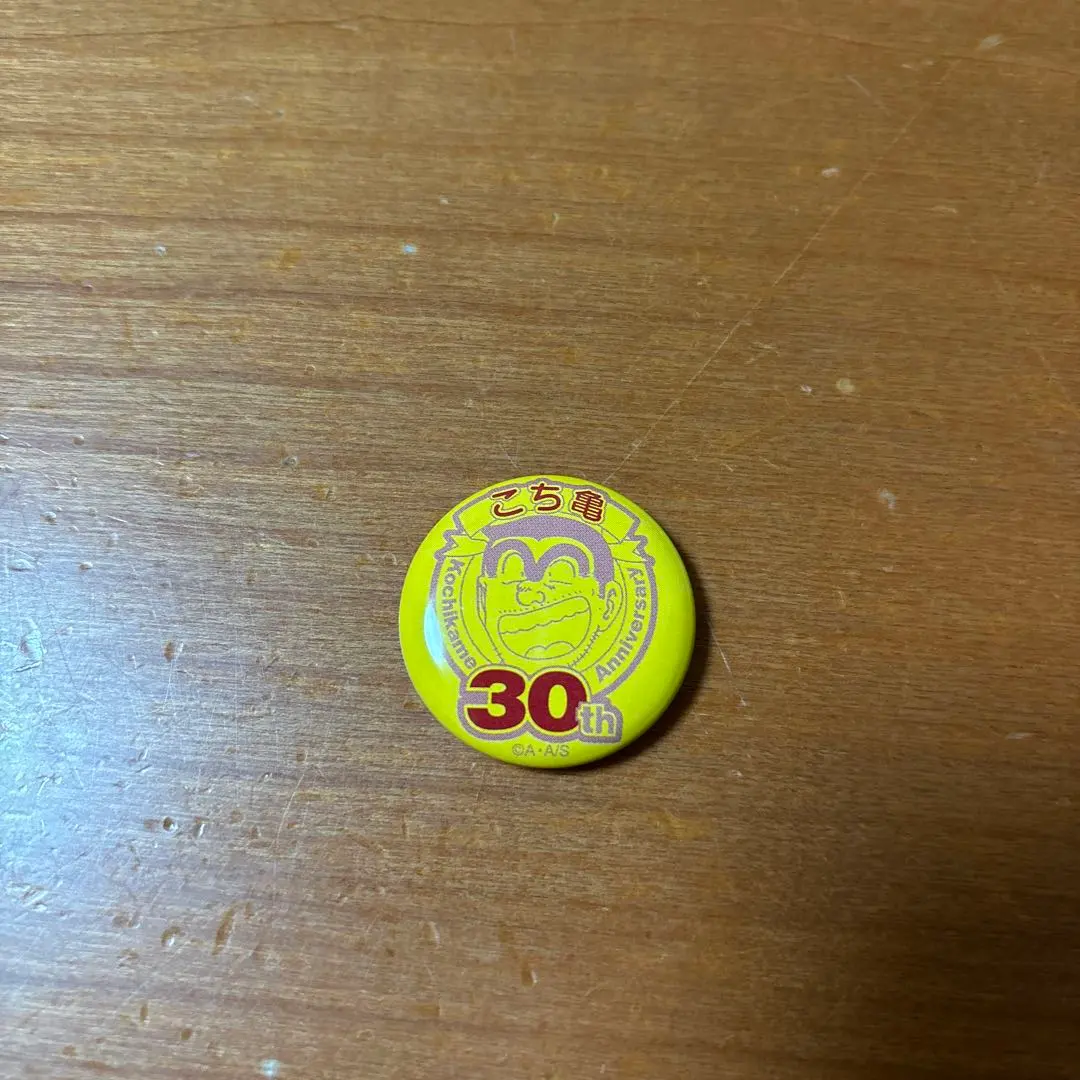 こち亀
Kochikame
Anniversary
30th
©A・A/S